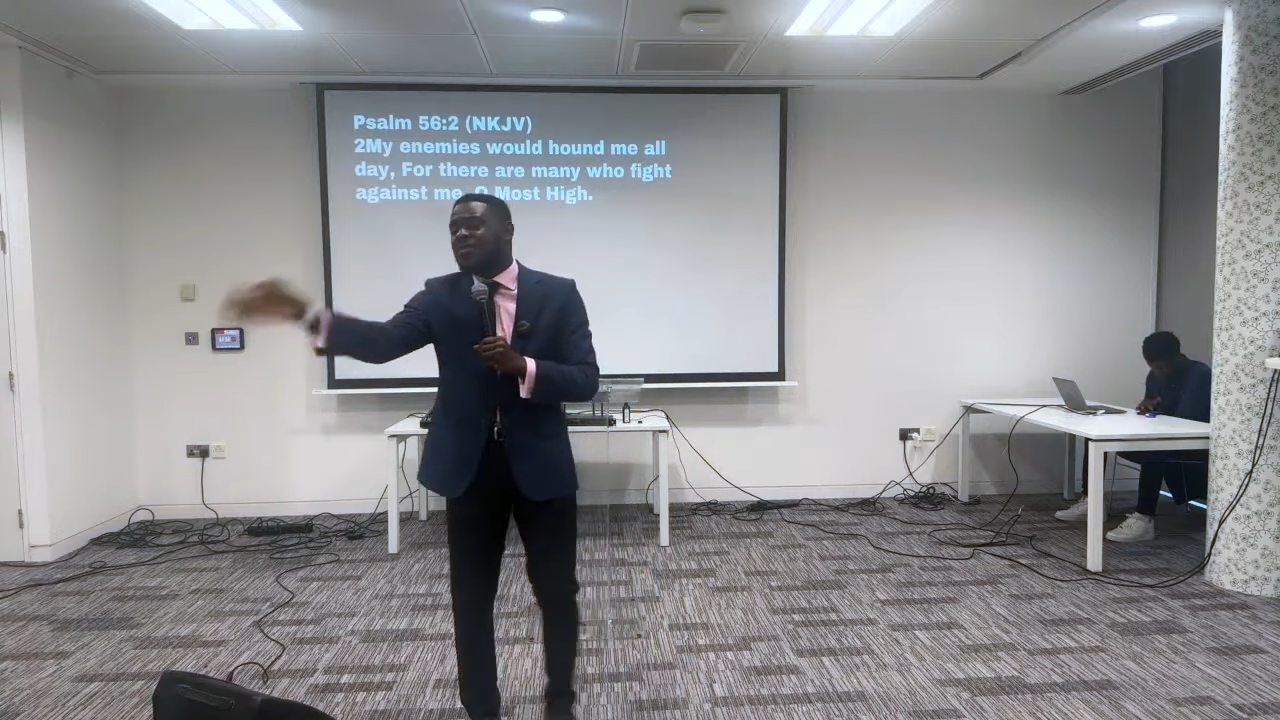 Psalm 56:2 (NKJV)
2My enemies would hound me all
day, For there are many who fight
against me, O Most High.